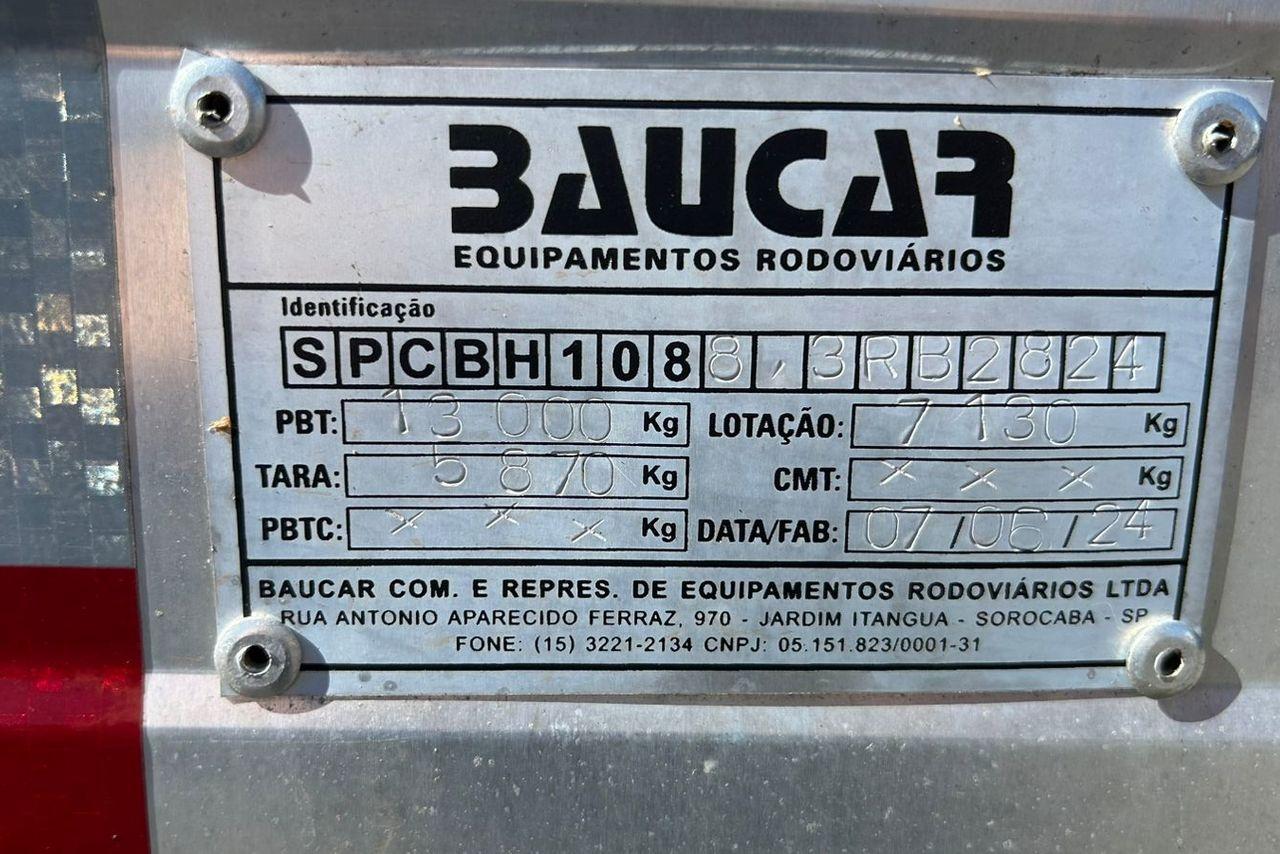 BAUCAR
EQUIPAMENTOS RODOVIÁRIOS
Identificação
SPCBH1088,3RB2824
PBT: 13 000 Kg LOTAÇÃO: 7 130 Kg
TARA: 5 870 Kg CMT: x x x Kg
PBTC: x x x Kg DATA/FAB: 07/06/24
BAUCAR COM. E REPRES. DE EQUIPAMENTOS RODOVIÁRIOS LTDA
RUA ANTONIO APARECIDO FERRAZ, 970 - JARDIM ITANGUA - SOROCABA - SP
FONE: (15) 3221-2134 CNPJ: 05.151.823/0001-31